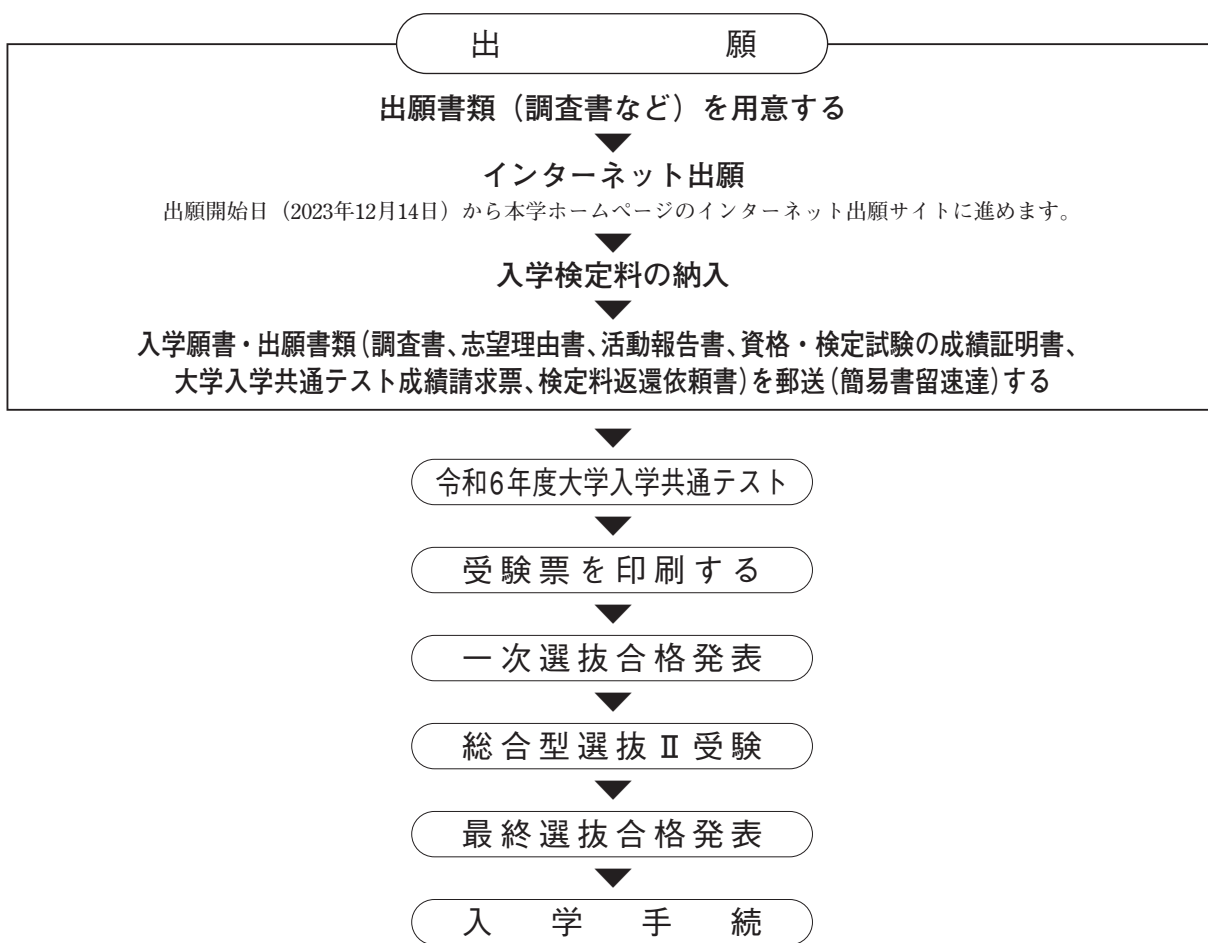 出願
出願書類（調査書など）を用意する
インターネット出願
出願開始日（2023年12月14日）から本学ホームページのインターネット出願サイトに進めます。
入学検定料の納入
入学願書・出願書類（調査書、志望理由書、活動報告書、資格・検定試験の成績証明書、
大学入学共通テスト成績請求票、検定料返還依頼書）を郵送（簡易書留速達）する
令和6年度大学入学共通テスト
受験票を印刷する
一次選抜合格発表
総合型選抜Ⅱ受験
最終選抜合格発表
入学手続